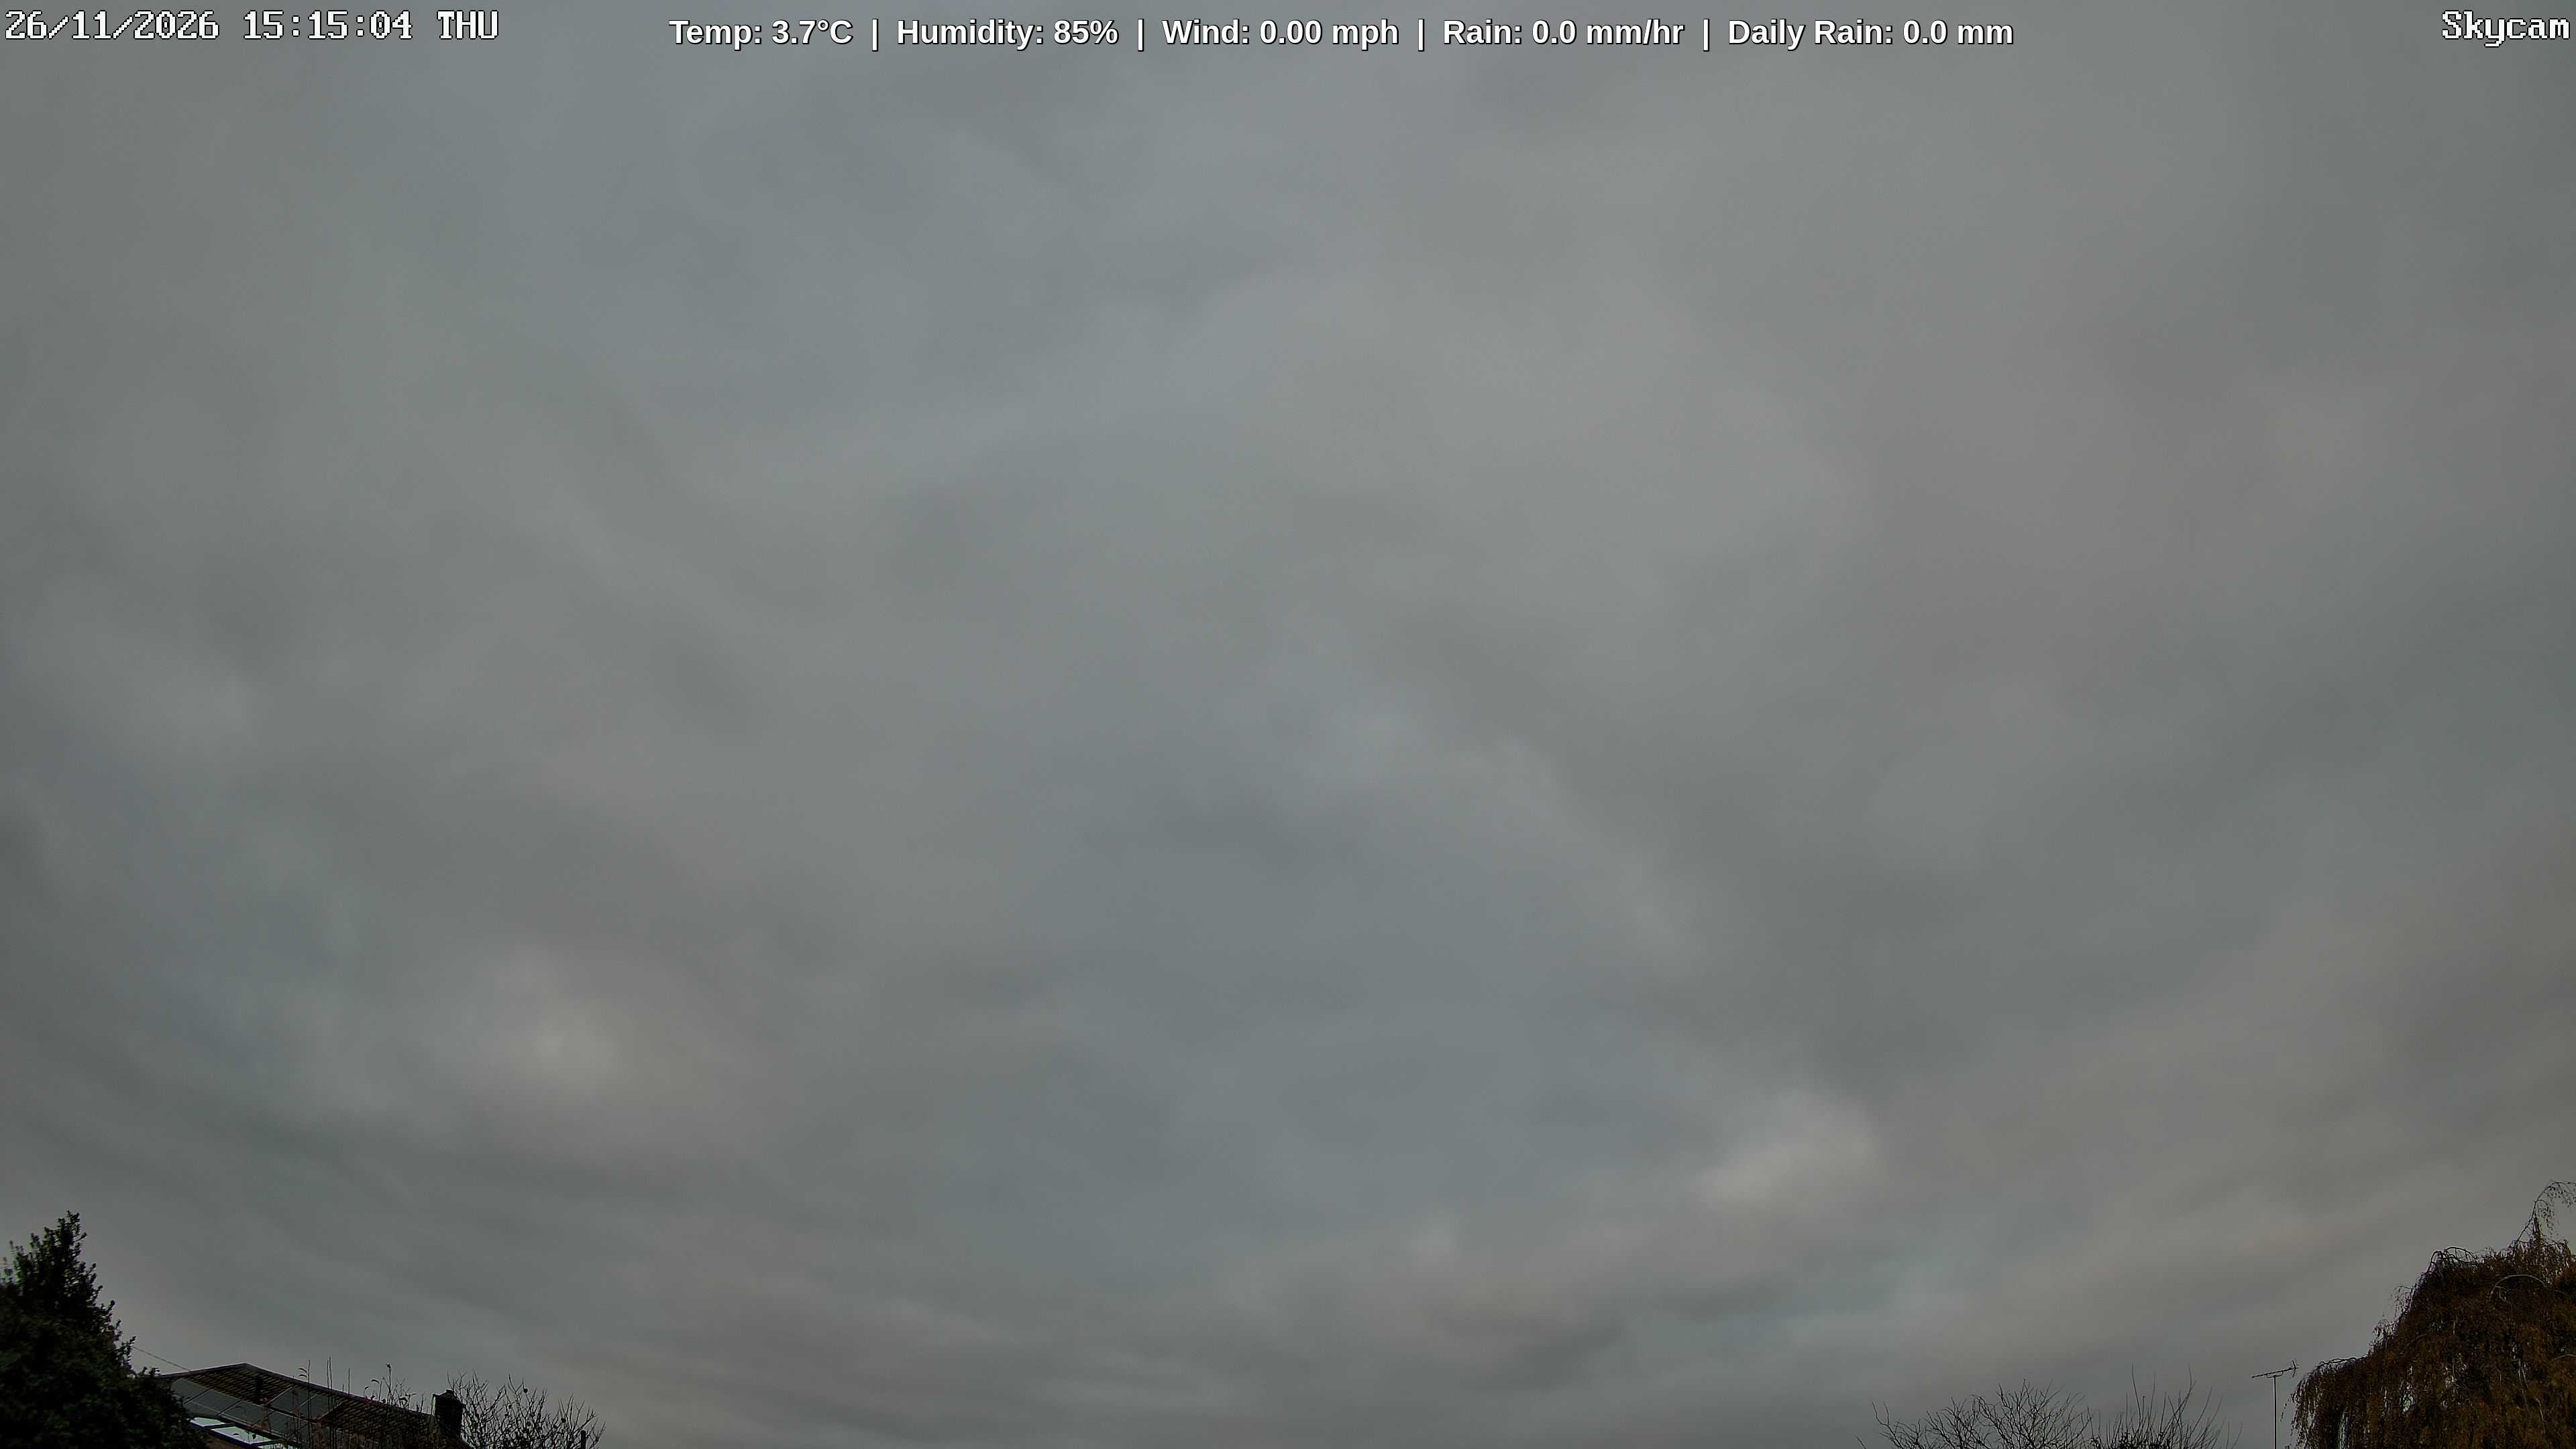 26/11/2026 15:15:04 THU
Temp: 3.7°C | Humidity: 85% | Wind: 0.00 mph | Rain: 0.0 mm/hr | Daily Rain: 0.0 mm
Skycam